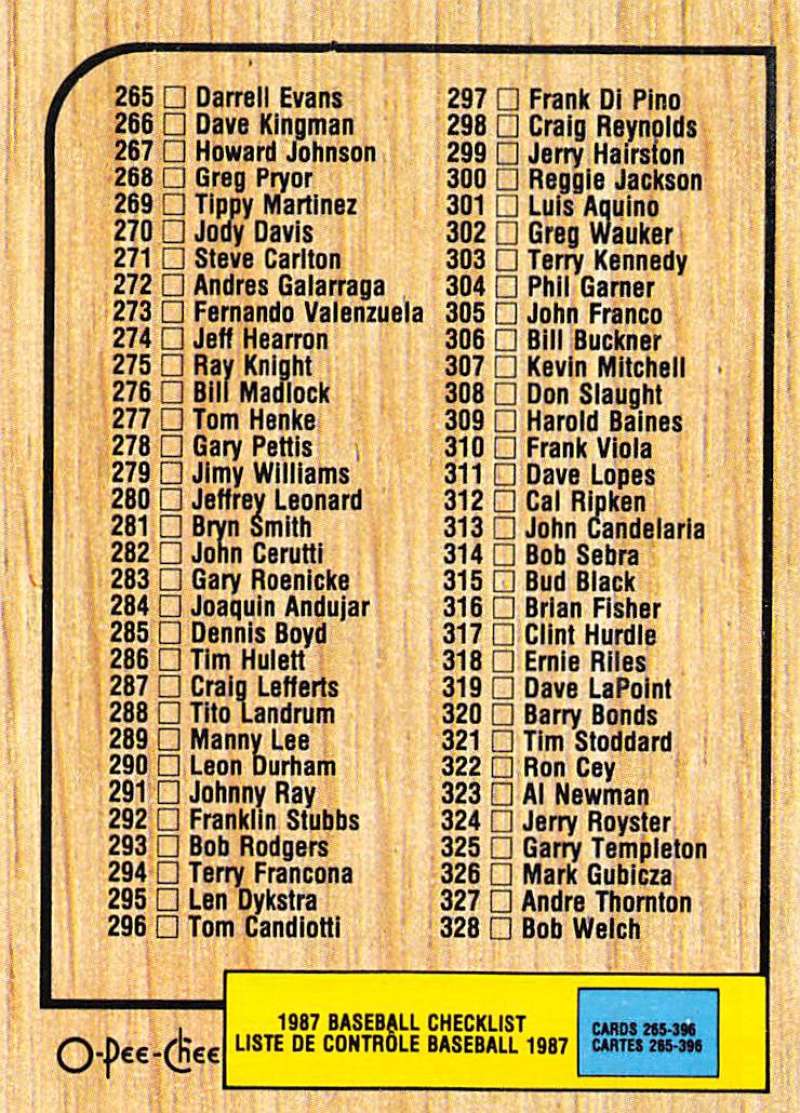 265 □ Darrell Evans
266 □ Dave Kingman
267 □ Howard Johnson
268 □ Greg Pryor
269 □ Tippy Martinez
270 □ Jody Davis
271 □ Steve Carlton
272 □ Andres Galarraga
273 □ Fernando Valenzuela
274 □ Jeff Hearron
275 □ Ray Knight
276 □ Bill Madlock
277 □ Tom Henke
278 □ Gary Pettis
279 □ Jimy Williams
280 □ Jeffrey Leonard
281 □ Bryn Smith
282 □ John Cerutti
283 □ Gary Roenicke
284 □ Joaquin Andujar
285 □ Dennis Boyd
286 □ Tim Hulett
287 □ Craig Lefferts
288 □ Tito Landrum
289 □ Manny Lee
290 □ Leon Durham
291 □ Johnny Ray
292 □ Franklin Stubbs
293 □ Bob Rodgers
294 □ Terry Francona
295 □ Len Dykstra
296 □ Tom Candiotti
297 □ Frank Di Pino
298 □ Craig Reynolds
299 □ Jerry Hairston
300 □ Reggie Jackson
301 □ Luis Aquino
302 □ Greg Wauker
303 □ Terry Kennedy
304 □ Phil Garner
305 □ John Franco
306 □ Bill Buckner
307 □ Kevin Mitchell
308 □ Don Slaught
309 □ Harold Baines
310 □ Frank Viola
311 □ Dave Lopes
312 □ Cal Ripken
313 □ John Candelaria
314 □ Bob Sebra
315 □ Bud Black
316 □ Brian Fisher
317 □ Clint Hurdle
318 □ Ernie Riles
319 □ Dave LaPoint
320 □ Barry Bonds
321 □ Tim Stoddard
322 □ Ron Cey
323 □ Al Newman
324 □ Jerry Royster
325 □ Garry Templeton
326 □ Mark Gubicza
327 □ Andre Thornton
328 □ Bob Welch
O-Pee-Chee
1987 BASEBALL CHECKLIST
LISTE DE CONTRÔLE BASEBALL 1987
CARDS 265-396
CARTES 265-396